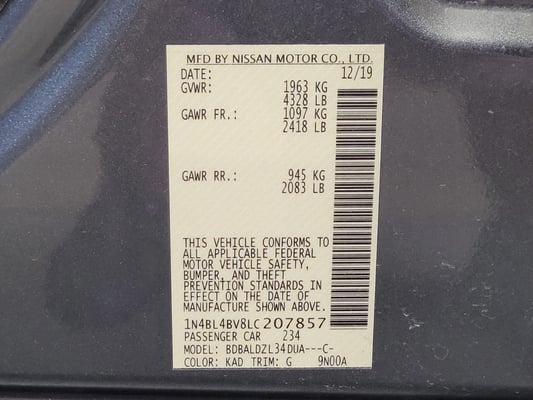 MFD BY NISSAN MOTOR CO., LTD.
DATE: 12/19
GVWR: 1963 KG
4328 LB
GAWR FR.: 1097 KG
2418 LB
GAWR RR.: 945 KG
2083 LB
THIS VEHICLE CONFORMS TO
ALL APPLICABLE FEDERAL
MOTOR VEHICLE SAFETY,
BUMPER, AND THEFT
PREVENTION STANDARDS IN
EFFECT ON THE DATE OF
MANUFACTURE SHOWN ABOVE.
1N4BL4BV8LC207857
PASSENGER CAR 234
MODEL: BDBALDZL34DUA---C-
COLOR: KAD TRIM: G 9N00A